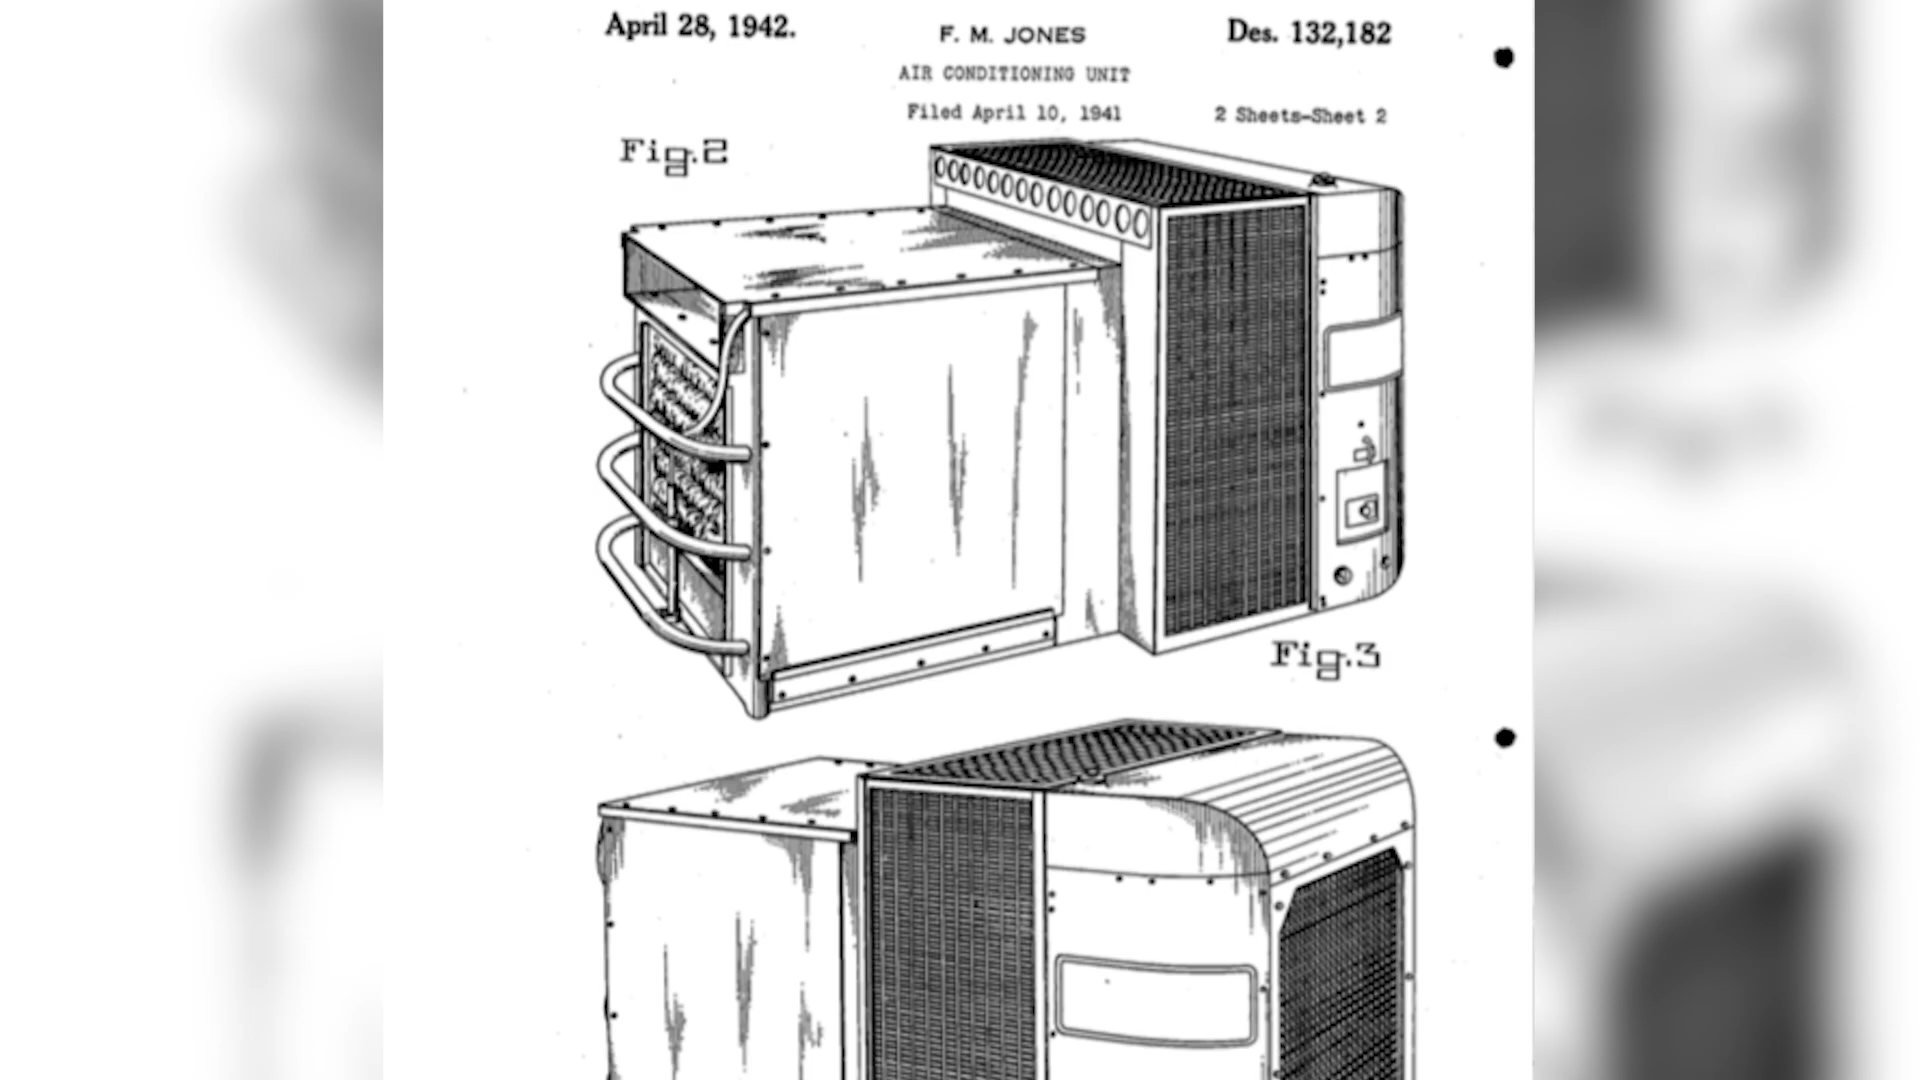 April 28, 1942.
F. M. JONES
Des. 132,182
AIR CONDITIONING UNIT
Filed April 10, 1941
2 Sheets-Sheet 2
Fig.2
Fig.3